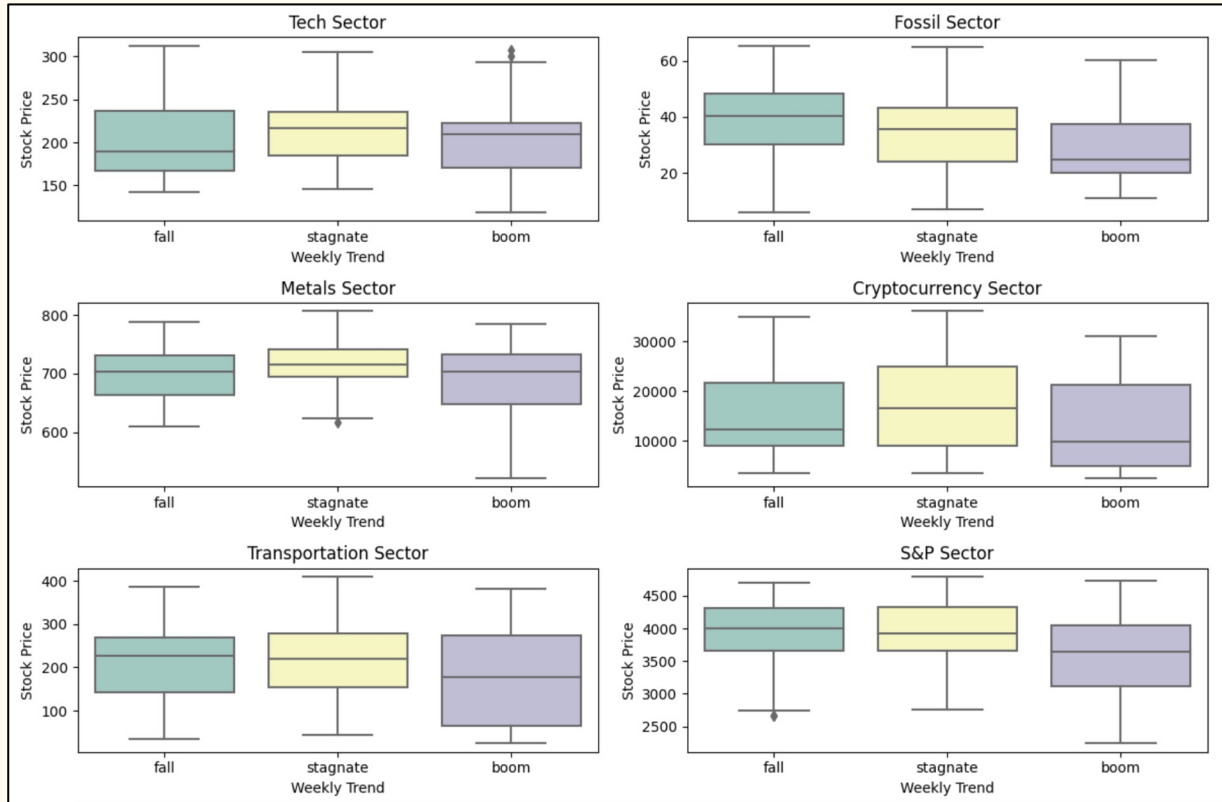 Tech Sector
Stock Price
300
250
200
150
fall
stagnate
boom
Weekly Trend
Fossil Sector
Stock Price
60
40
20
fall
stagnate
boom
Weekly Trend
Metals Sector
Stock Price
800
700
600
fall
stagnate
boom
Weekly Trend
Cryptocurrency Sector
Stock Price
30000
20000
10000
fall
stagnate
boom
Weekly Trend
Transportation Sector
Stock Price
400
300
200
100
fall
stagnate
boom
Weekly Trend
S&P Sector
Stock Price
4500
4000
3500
3000
2500
fall
stagnate
boom
Weekly Trend